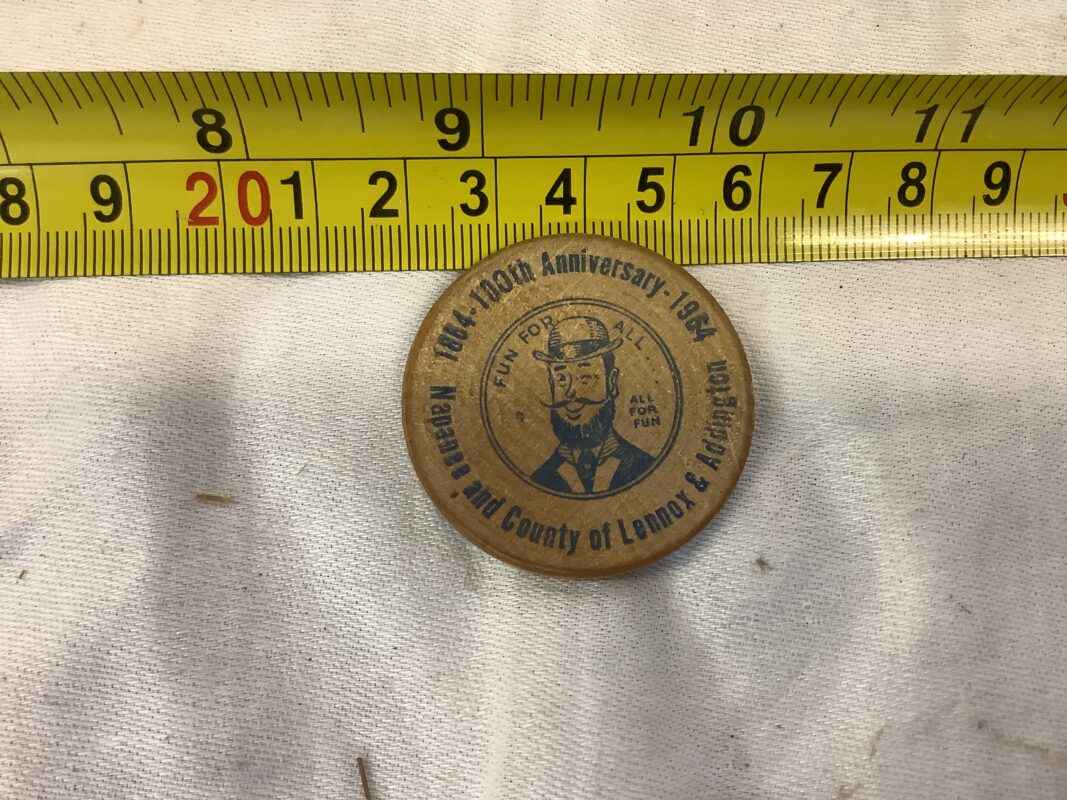 8 9 10 11
8 9 20 1 2 3 4 5 6 7 8 9
1864 - 100th Anniversary - 1964
FUN FOR ALL....
ALL
FOR
FUN
Napanee and County of Lennox & Addington